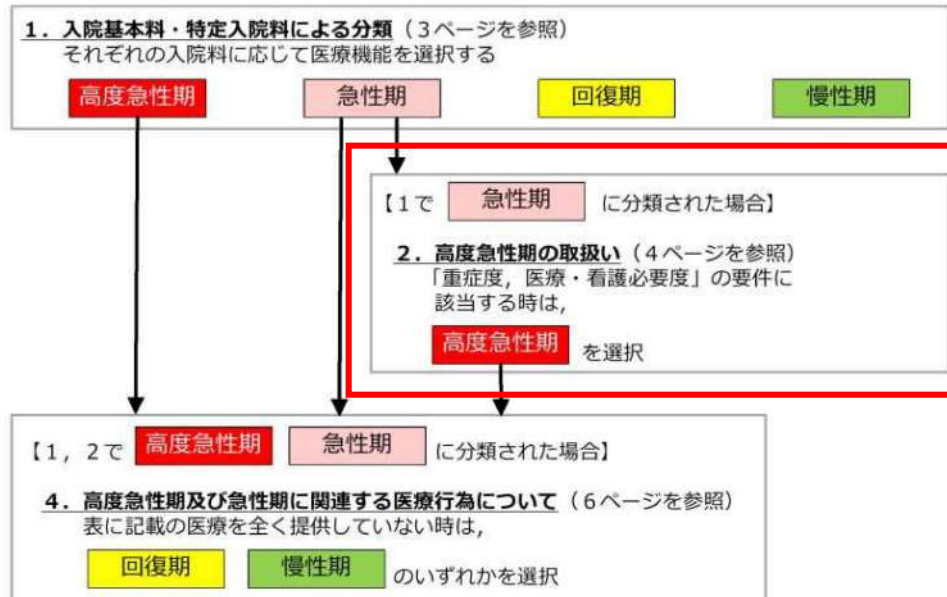 1．入院基本料・特定入院料による分類（3ページを参照）
それぞれの入院料に応じて医療機能を選択する
高度急性期 急性期 回復期 慢性期
【1で 急性期 に分類された場合】
2．高度急性期の取扱い（4ページを参照）
「重症度，医療・看護必要度」の要件に
該当する時は，
高度急性期 を選択
【1，2で 高度急性期 急性期 に分類された場合】
4．高度急性期及び急性期に関連する医療行為について（6ページを参照）
表に記載の医療を全く提供していない時は，
回復期 慢性期 のいずれかを選択